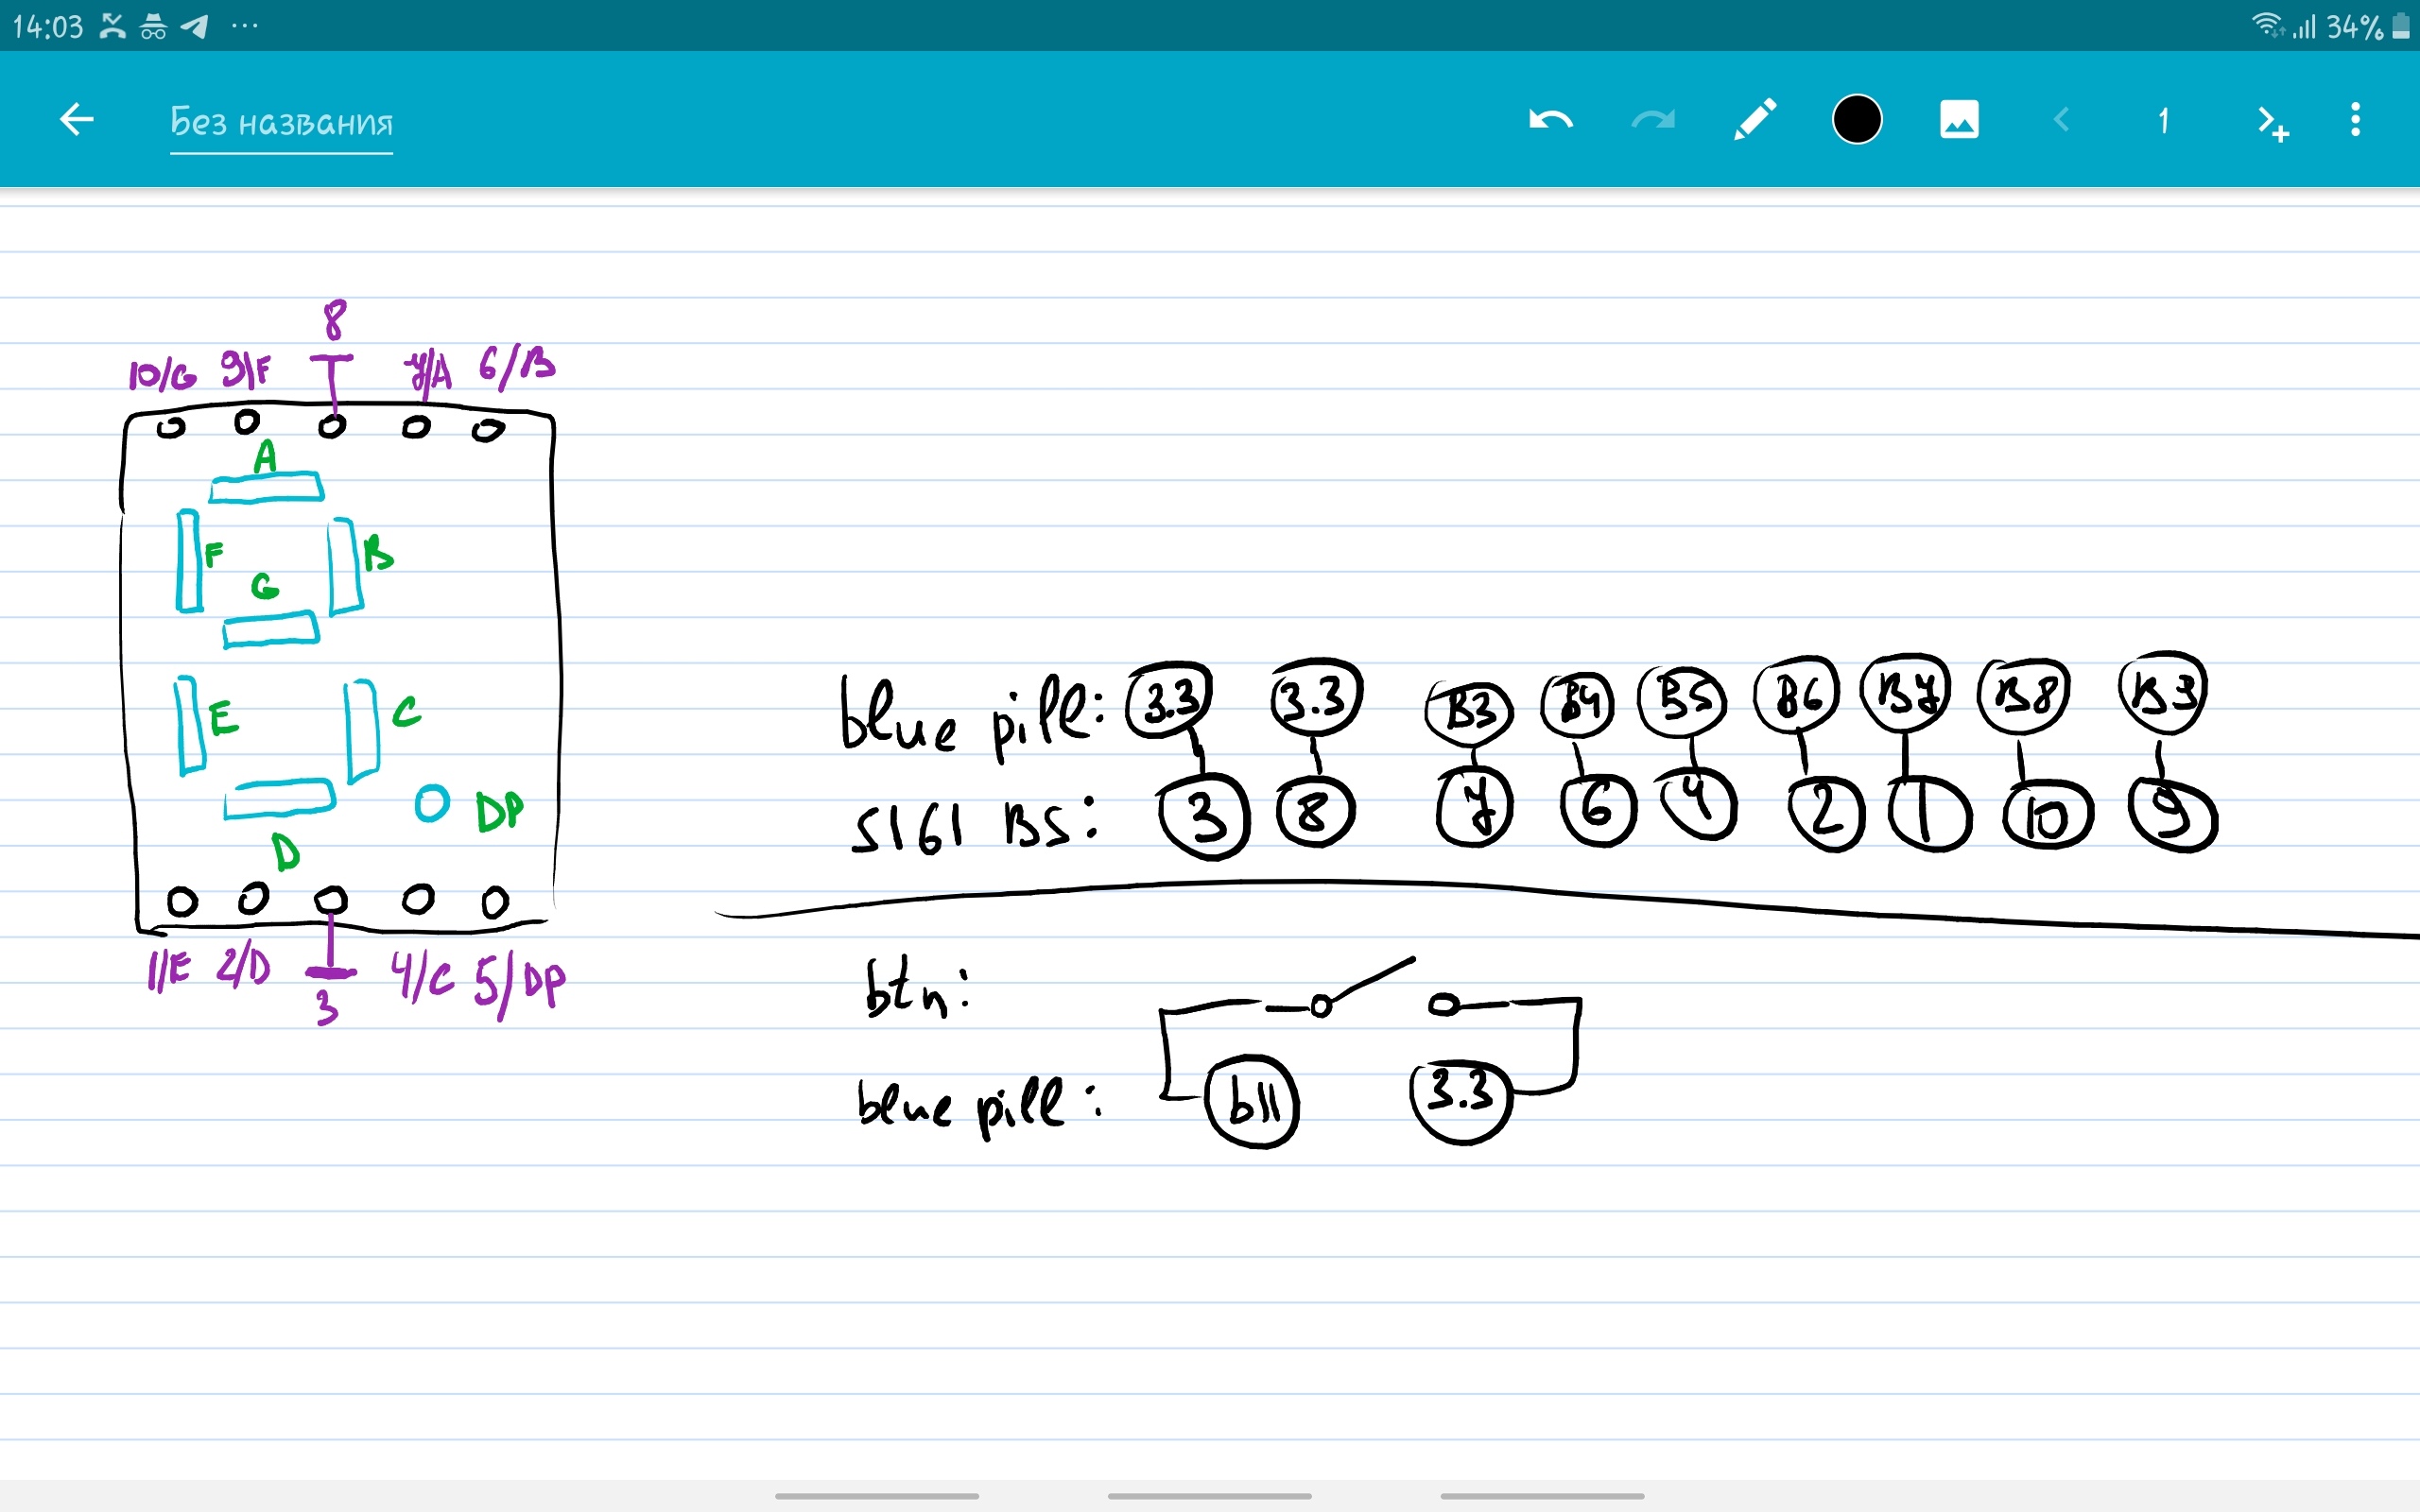 14:03 ... 34%
Без названия 1
8
10/G 9/F 7/A 6/B
A
F B
G
E C
DP
D
1/E 2/D 4/C 5/DP
3
blue pill: 3.3 3.3 B3 B4 B5 B6 B7 B8 B9
5161 BS: 3 8 7 6 4 2 1 10 9
btn:
blue pill: b11 3.3